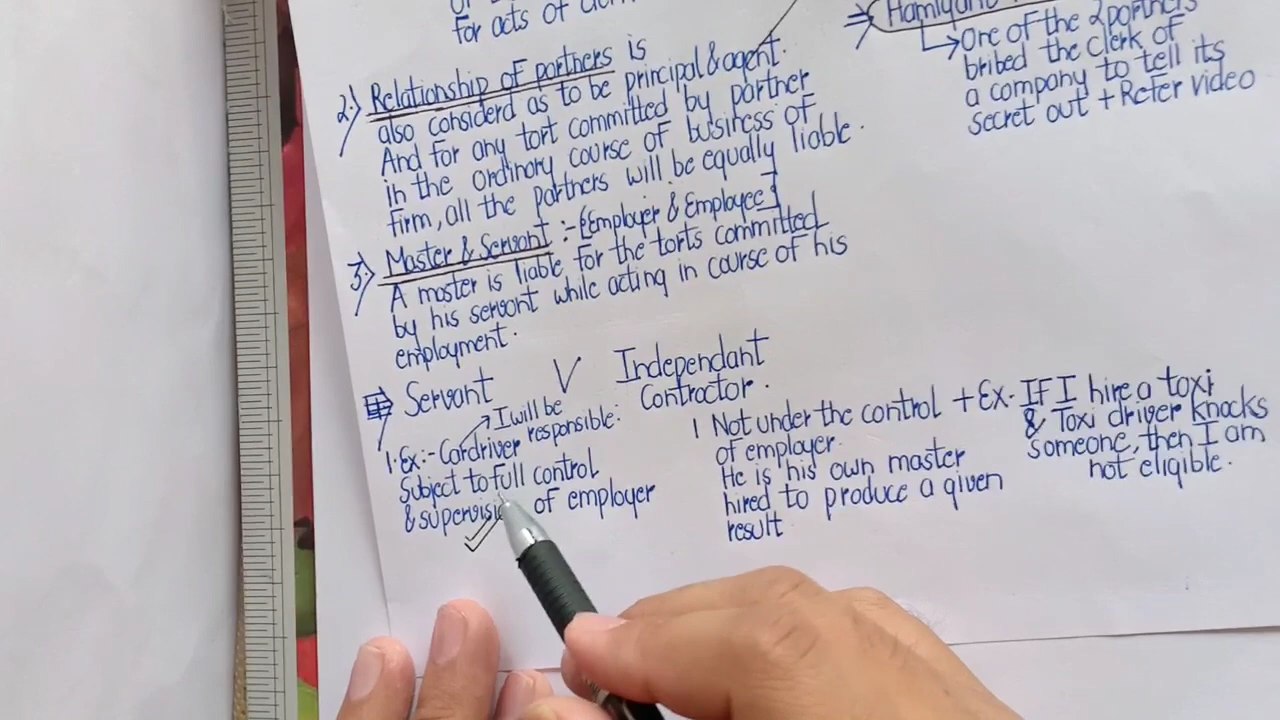 for acts of
2.) Relationship of partners is
also considerd as to be principal & agent.
And for any tort committed by partner
in the ordinory course of business of
firm, all the partners will be equally liable.
3.) Master & Servant :- [Employer & Employee]
A master is liable for the torts committed
by his servant while acting in course of his
employment.
Servant V Independant
Contractor.
1. Ex:- Car driver → I will be
responsible:
Subject to full control
& supervision of employer
1 Not under the control
of employer.
He is his own master
hired to produce a given
result
+ Ex- IF I hire a taxi
& Taxi driver knocks
someone, then I am
not eligible.
⇒
→ One of the 2 partners
bribed the clerk of
a company to tell its
secret out + Refer video